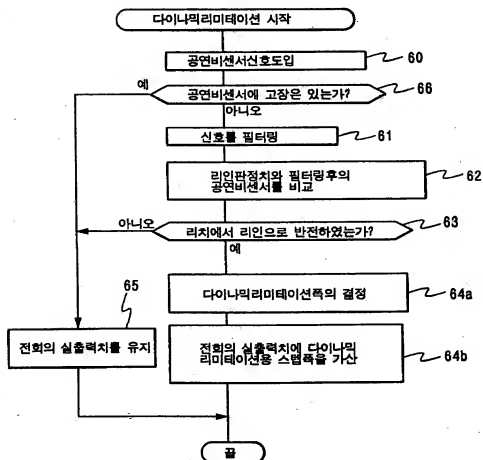 다이나믹리미테이션 시작
공연비센서신호도입
60
예
공연비센서에 고장은 있는가?
66
아니오
신호를 필터링
61
리인판정치와 필터링후의
공연비센서를 비교
62
아니오
리치에서 리인으로 반전하였는가?
63
예
다이나믹리미테이션폭의 결정
64a
65
전회의 실출력치를 유지
전회의 실출력치에 다이나믹
리미테이션용 스텝폭을 가산
64b
끝